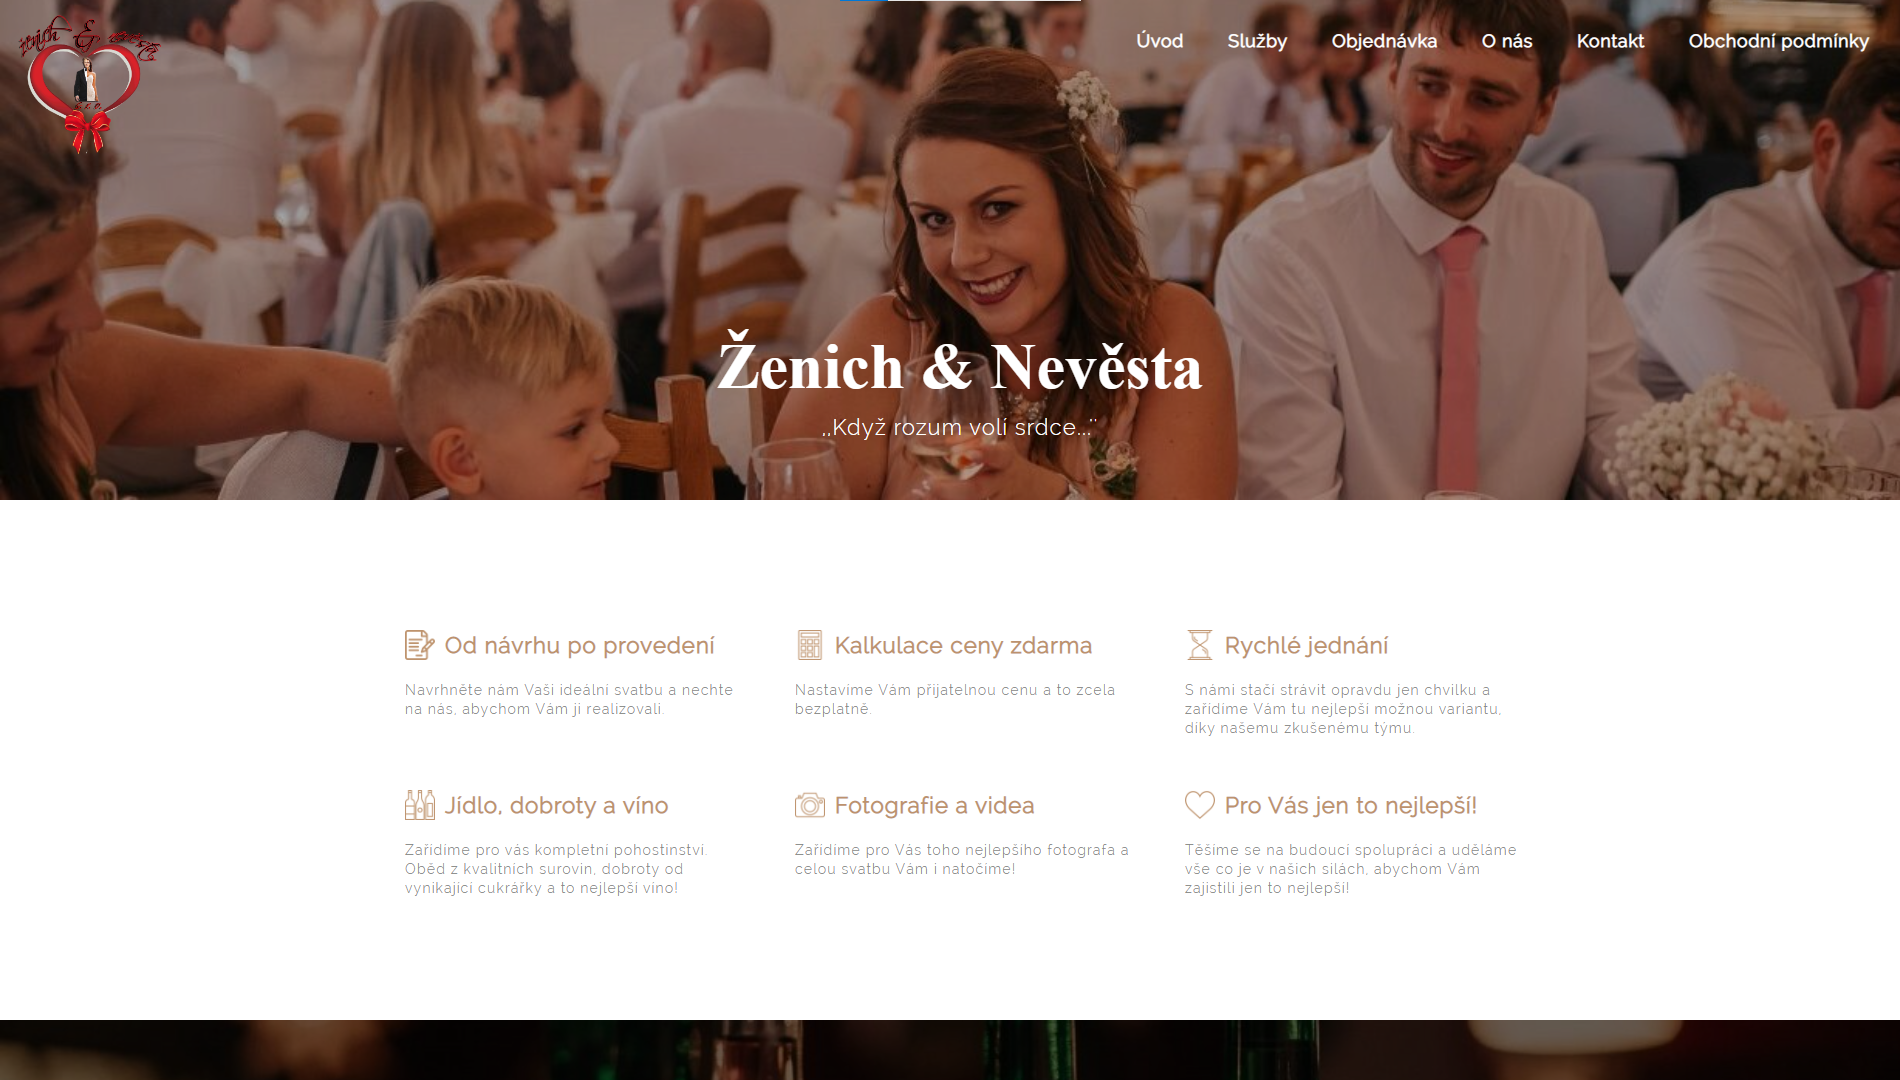 ženich &
Úvod Služby Objednávka O nás Kontakt Obchodní podmínky
Ženich & Nevěsta
,,Když rozum volí srdce...''
Od návrhu po provedení
Navrhněte nám Vaši ideální svatbu a nechte
na nás, abychom Vám ji realizovali.
Kalkulace ceny zdarma
Nastavíme Vám přijatelnou cenu a to zcela
bezplatně.
Rychlé jednání
S námi stačí strávit opravdu jen chvilku a
zařídíme Vám tu nejlepší možnou variantu,
díky našemu zkušenému týmu.
Jídlo, dobroty a víno
Zařídíme pro vás kompletní pohostinství.
Oběd z kvalitních surovin, dobroty od
vynikající cukrářky a to nejlepší víno!
Fotografie a videa
Zařídíme pro Vás toho nejlepšího fotografa a
celou svatbu Vám i natočíme!
Pro Vás jen to nejlepší!
Těšíme se na budoucí spolupráci a uděláme
vše co je v našich silách, abychom Vám
zajistili jen to nejlepší!